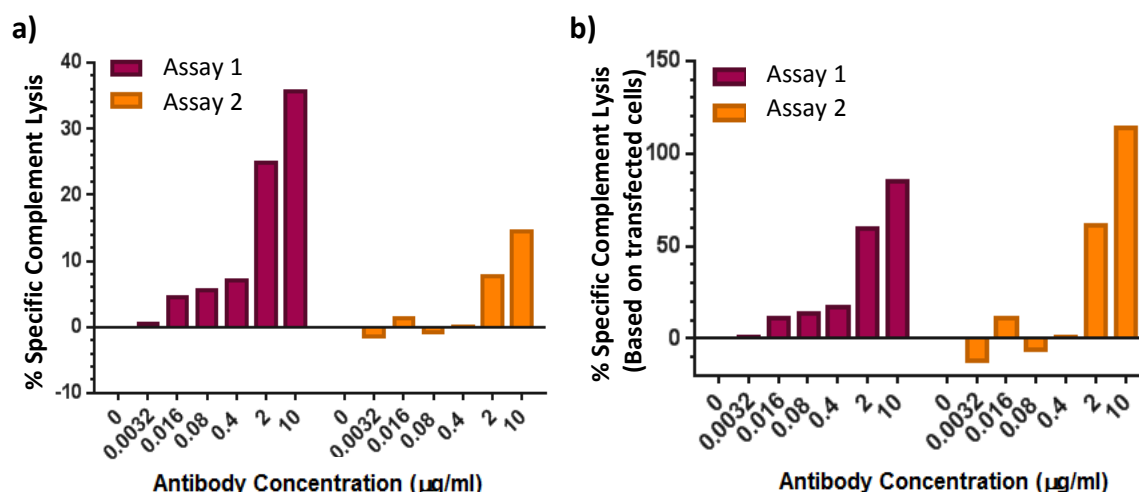 a)
% Specific Complement Lysis
40
30
20
10
0
-10
Assay 1
Assay 2
0 0.0032 0.016 0.08 0.4 2 10 0 0.0032 0.016 0.08 0.4 2 10
Antibody Concentration (µg/ml)
b)
% Specific Complement Lysis
(Based on transfected cells)
150
100
50
0
Assay 1
Assay 2
0 0.0032 0.016 0.08 0.4 2 10 0 0.0032 0.016 0.08 0.4 2 10
Antibody Concentration (µg/ml)